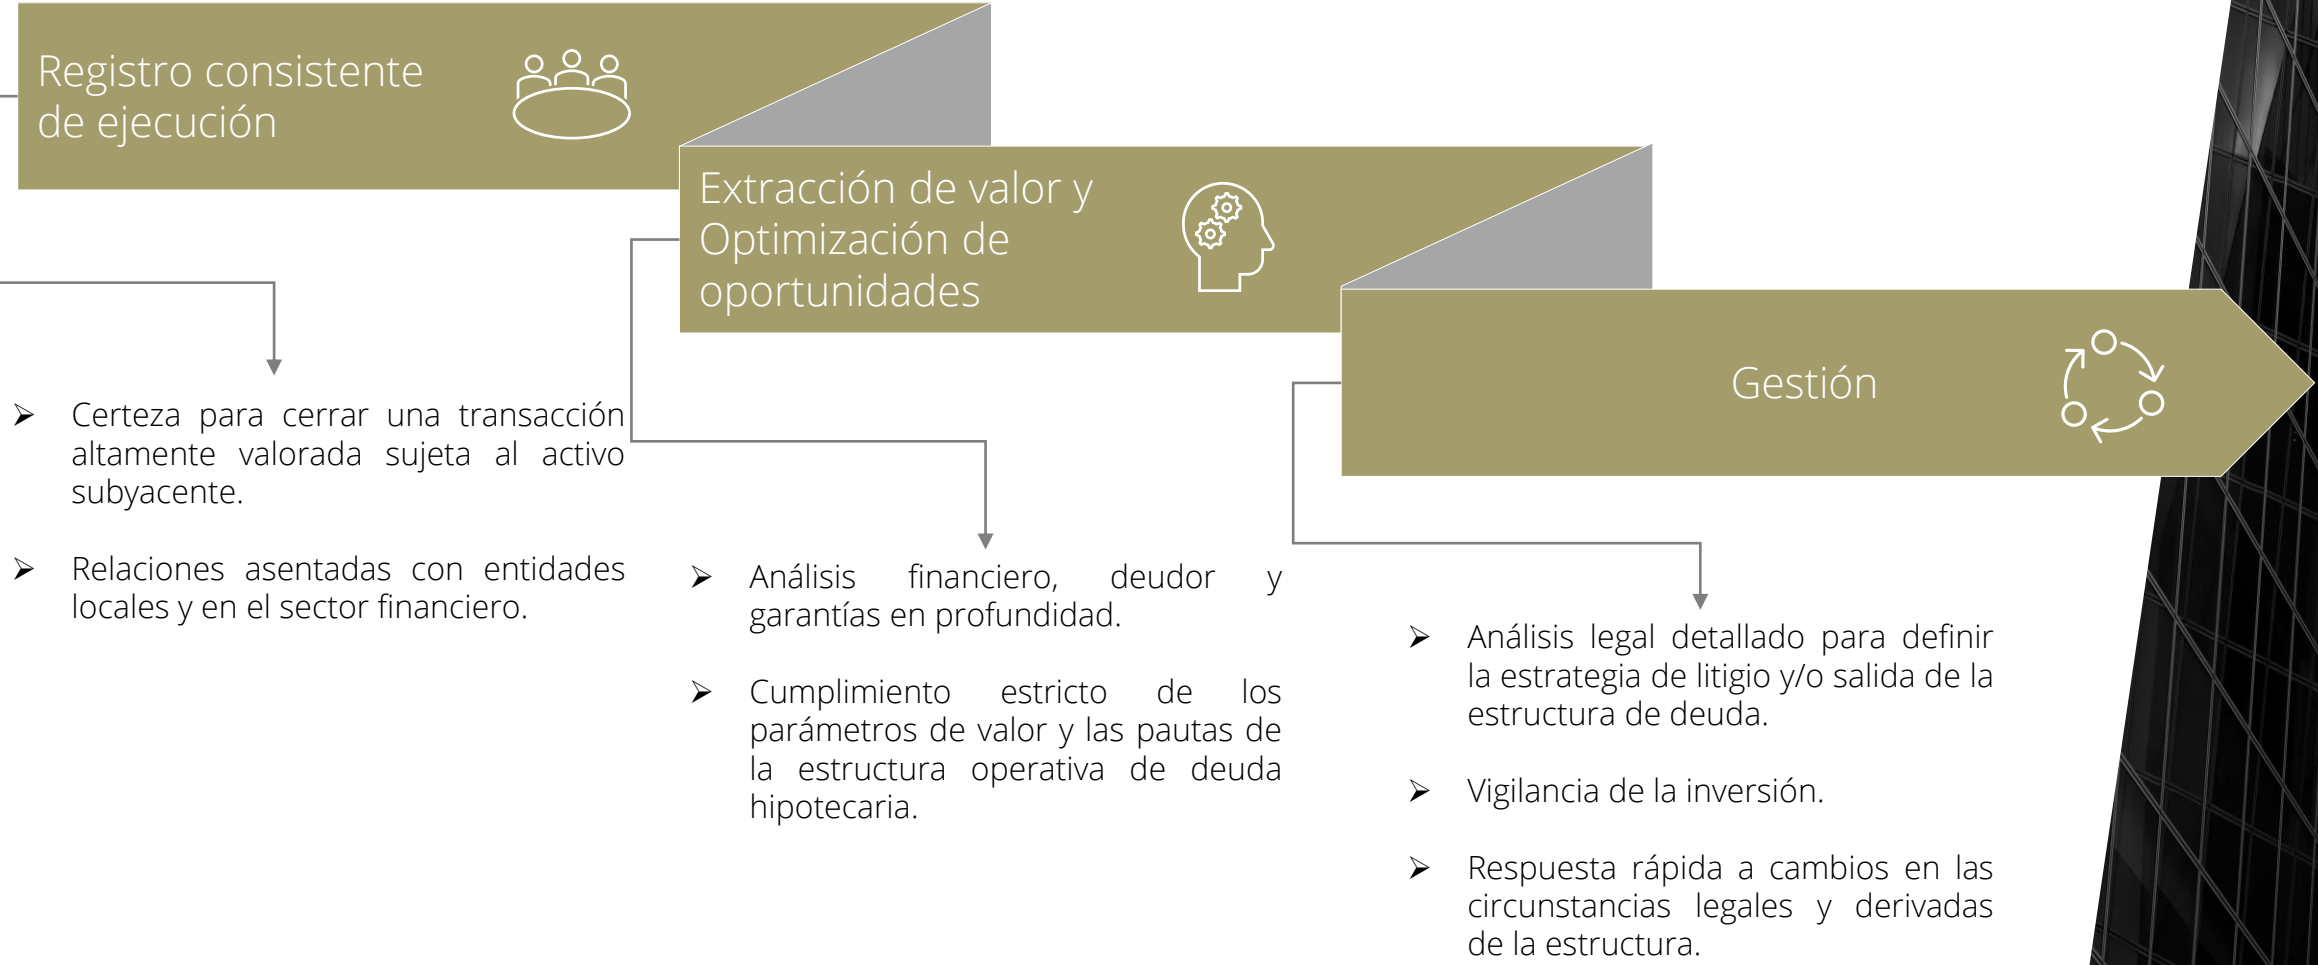 Registro consistente
de ejecución
Extracción de valor y
Optimización de
oportunidades
Gestión
➢ Certeza para cerrar una transacción
altamente valorada sujeta al activo
subyacente.
➢ Relaciones asentadas con entidades
locales y en el sector financiero.
➢ Análisis financiero, deudor y
garantías en profundidad.
➢ Cumplimiento estricto de los
parámetros de valor y las pautas de
la estructura operativa de deuda
hipotecaria.
➢ Análisis legal detallado para definir
la estrategia de litigio y/o salida de la
estructura de deuda.
➢ Vigilancia de la inversión.
➢ Respuesta rápida a cambios en las
circunstancias legales y derivadas
de la estructura.